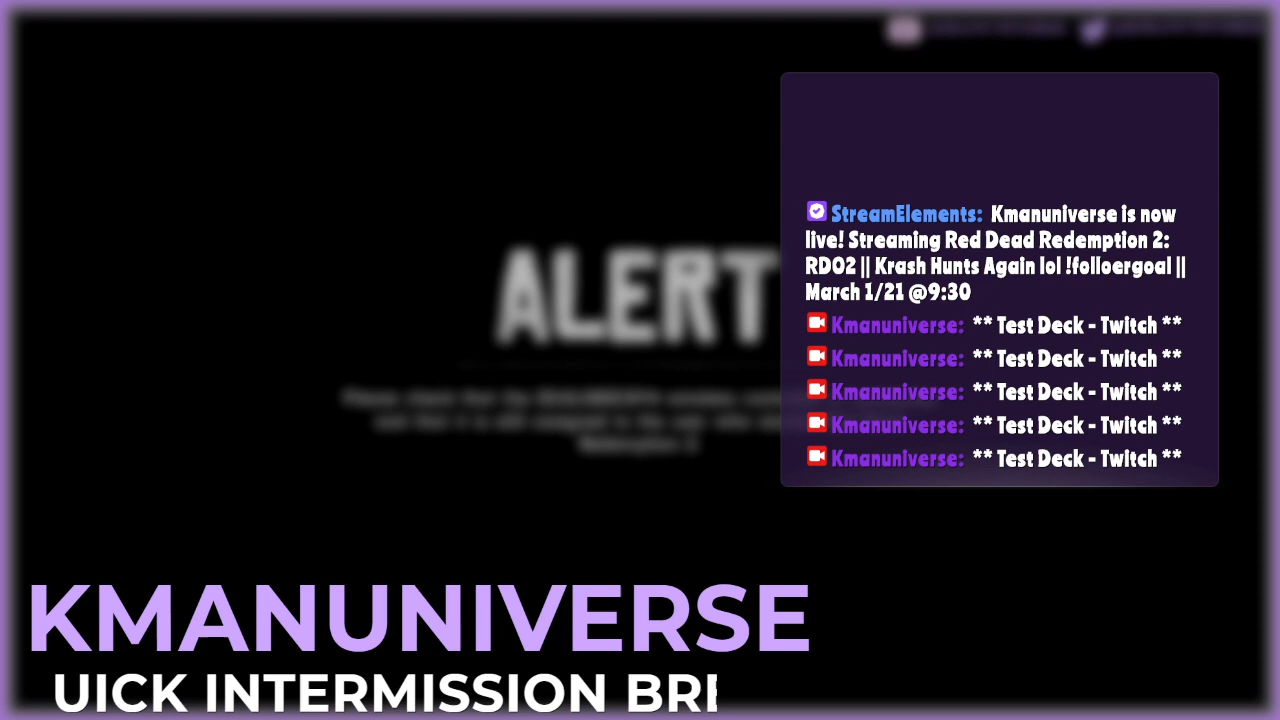 ALERT
StreamElements: Kmanuniverse is now
live! Streaming Red Dead Redemption 2:
RDO2 || Krash Hunts Again lol !folloergoal ||
March 1/21 @9:30
Kmanuniverse: ** Test Deck - Twitch **
Kmanuniverse: ** Test Deck - Twitch **
Kmanuniverse: ** Test Deck - Twitch **
Kmanuniverse: ** Test Deck - Twitch **
Kmanuniverse: ** Test Deck - Twitch **
KMANUNIVERSE
UICK INTERMISSION BRE